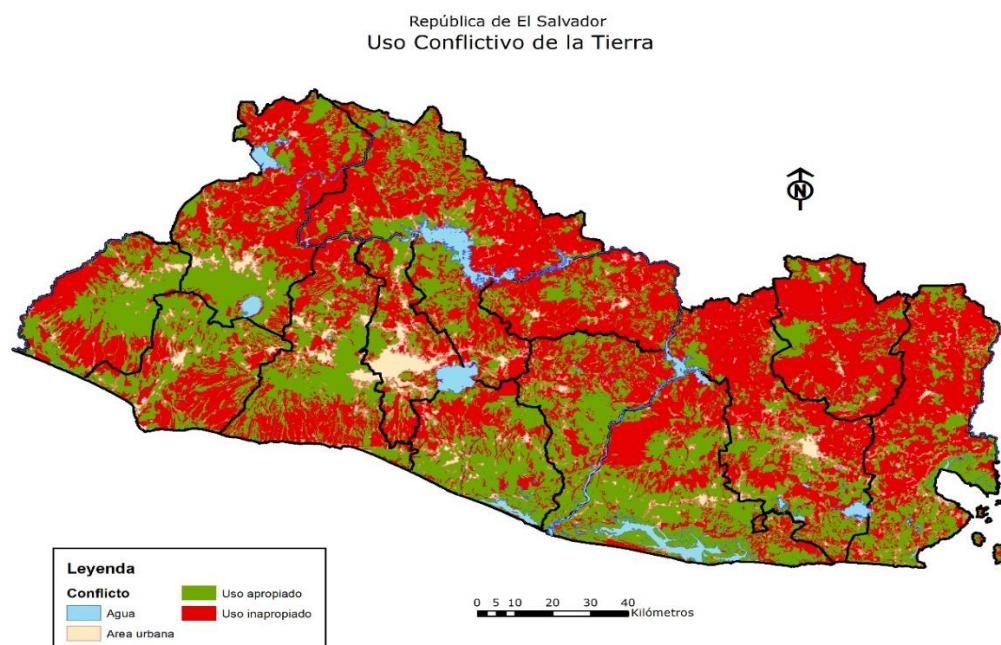 República de El Salvador
Uso Conflictivo de la Tierra
N
Leyenda
Conflicto
Agua
Area urbana
Uso apropiado
Uso inapropiado
0 5 10 20 30 40
Kilómetros